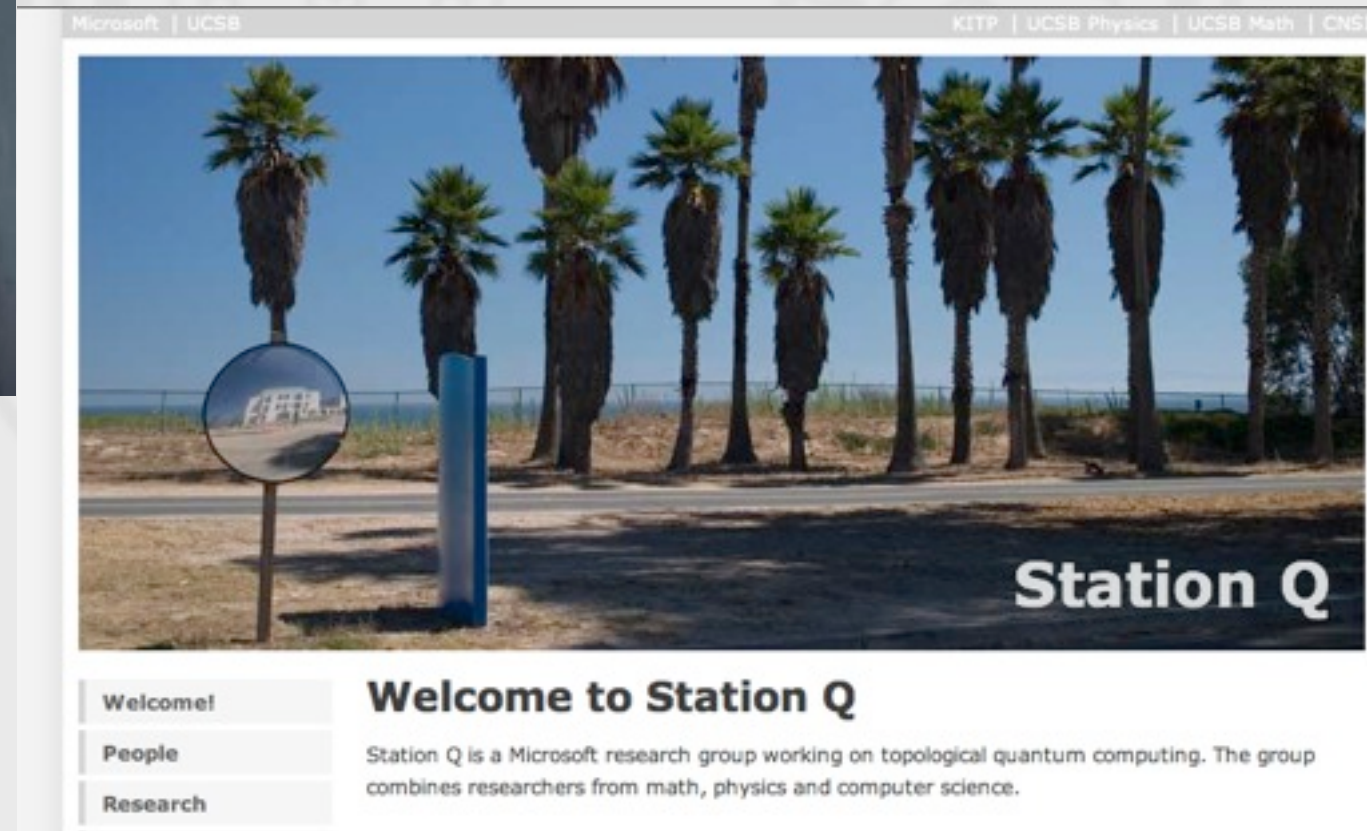 Microsoft | UCSB
KITP | UCSB Physics | UCSB Math | CNS
Station Q
Welcome!
People
Research
Welcome to Station Q
Station Q is a Microsoft research group working on topological quantum computing. The group
combines researchers from math, physics and computer science.